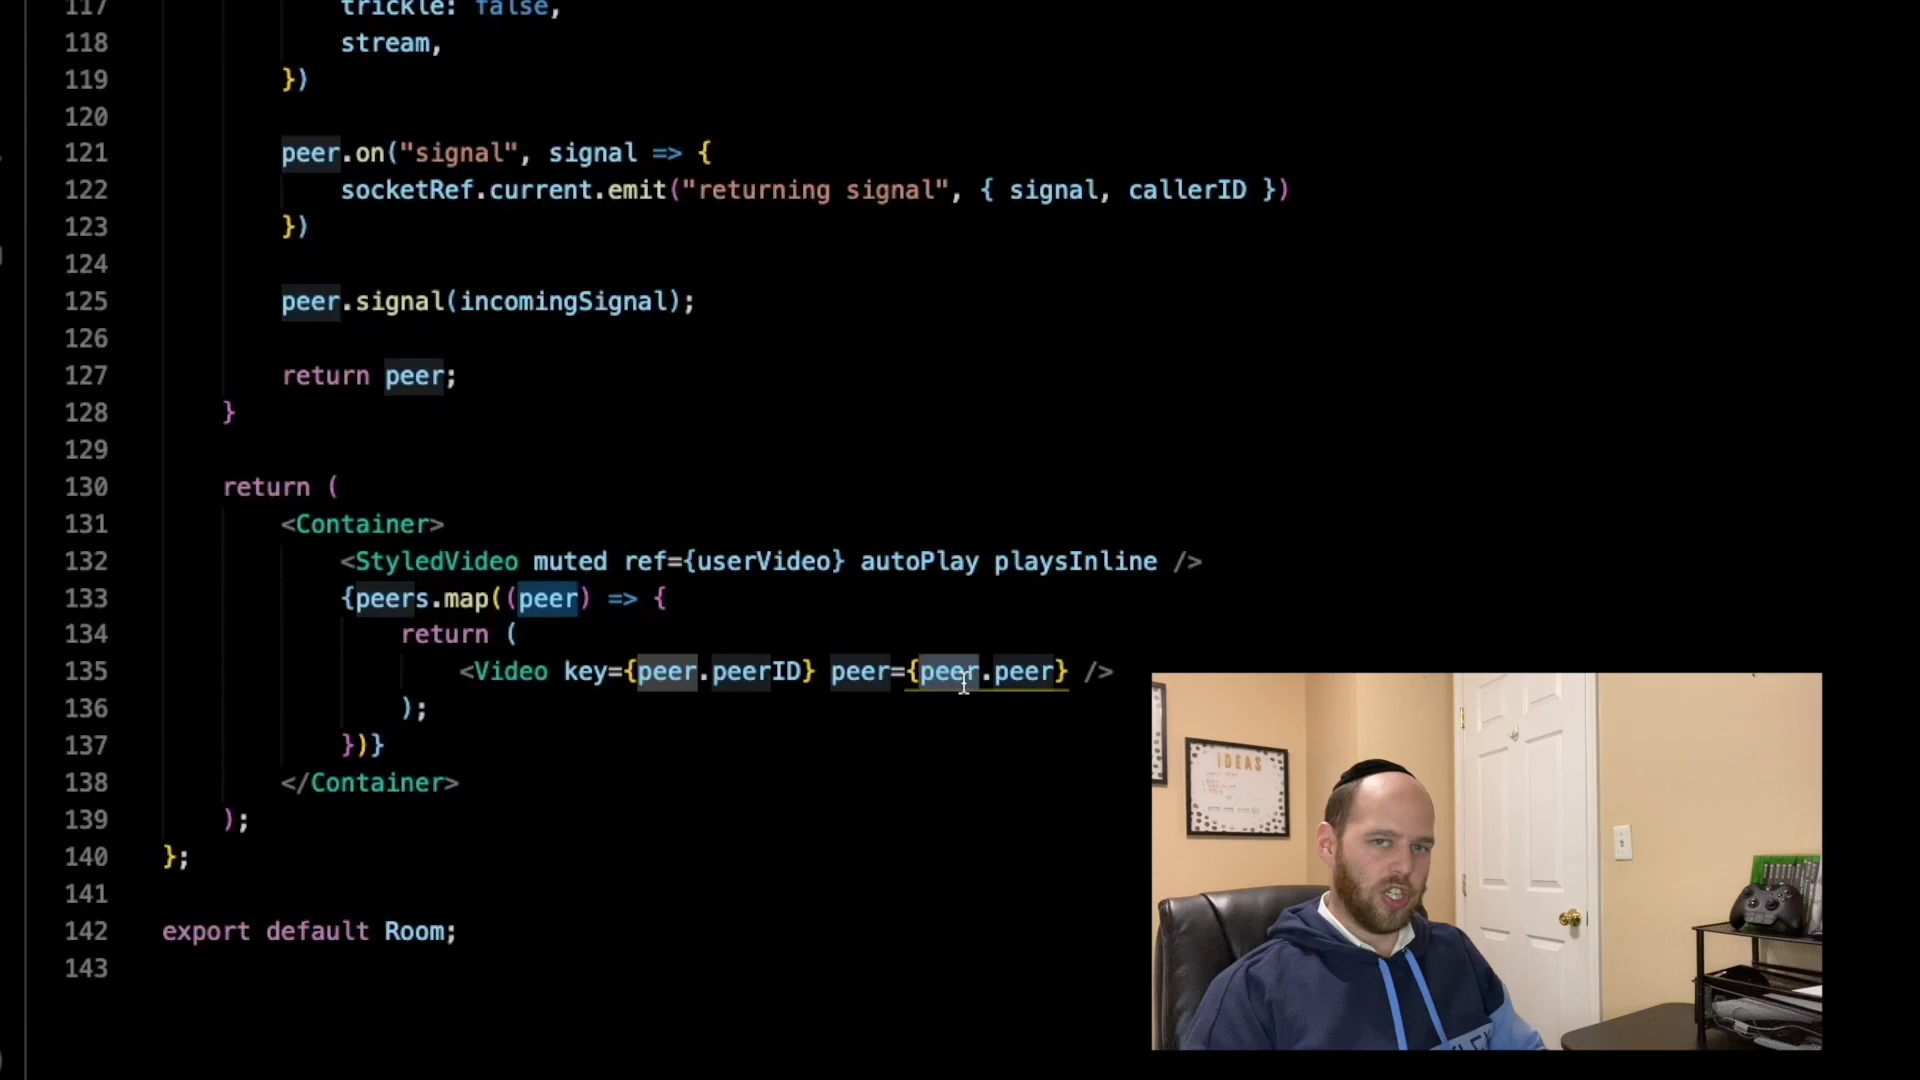 117 trickle: false,
118 stream,
119 })
120
121 peer.on("signal", signal => {
122 socketRef.current.emit("returning signal", { signal, callerID })
123 })
124
125 peer.signal(incomingSignal);
126
127 return peer;
128 }
129
130 return (
131 <Container>
132 <StyledVideo muted ref={userVideo} autoPlay playsInline />
133 {peers.map((peer) => {
134 return (
135 <Video key={peer.peerID} peer={peer.peer} />
136 );
137 })}
138 </Container>
139 );
140 };
141
142 export default Room;
143
IDEAS